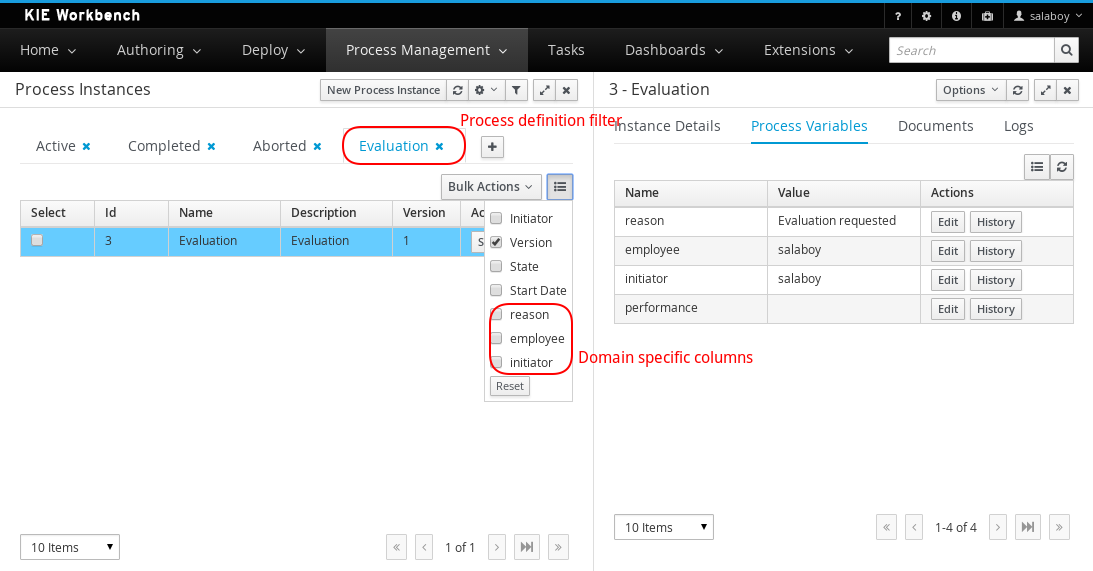 KIE Workbench
? salaboy
Home Authoring Deploy Process Management Tasks Dashboards Extensions Search
Process Instances
New Process Instance
Process definition filter
Active Completed Aborted Evaluation
Bulk Actions
Select Id Name Description Version Ac
3 Evaluation Evaluation 1 S
Initiator
Version
State
Start Date
reason
employee
initiator
Reset
Domain specific columns
10 Items
1 of 1
3 - Evaluation
Options
Instance Details Process Variables Documents Logs
Name Value Actions
reason Evaluation requested Edit History
employee salaboy Edit History
initiator salaboy Edit History
performance Edit History
10 Items
1-4 of 4